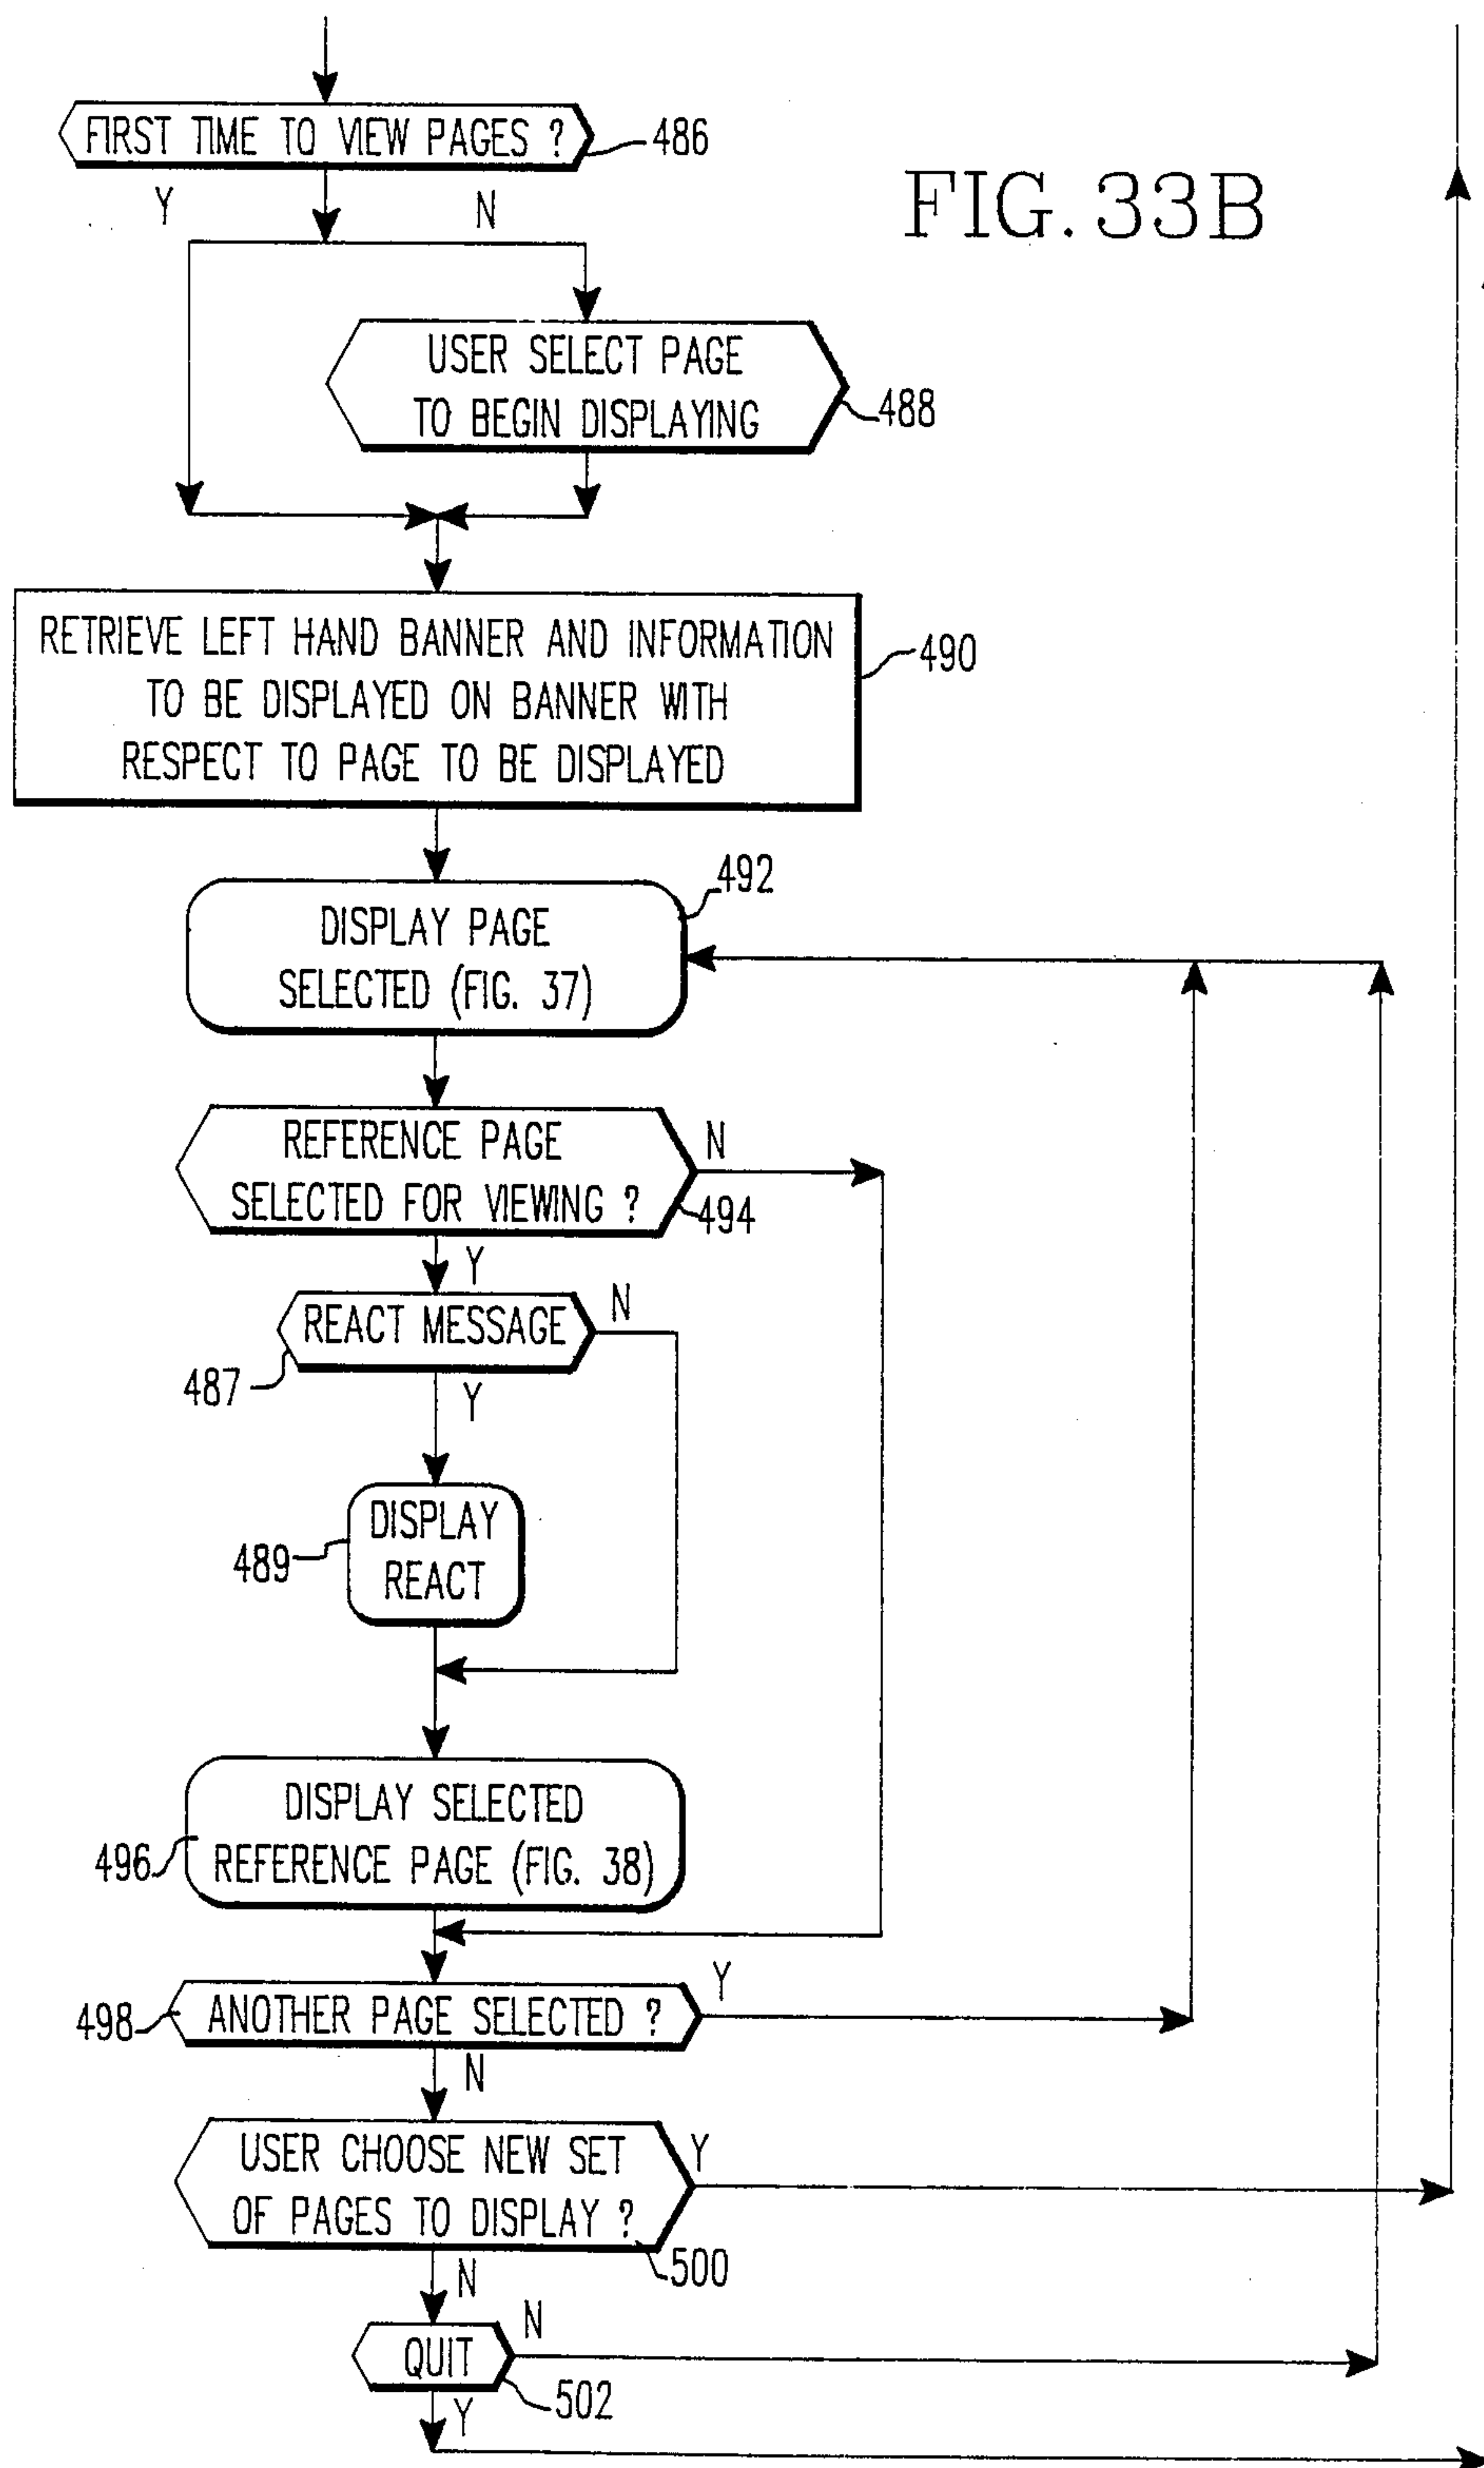 FIRST TIME TO VIEW PAGES ?
486
Y
N
FIG. 33B
USER SELECT PAGE
TO BEGIN DISPLAYING
488
RETRIEVE LEFT HAND BANNER AND INFORMATION
TO BE DISPLAYED ON BANNER WITH
RESPECT TO PAGE TO BE DISPLAYED
490
492
DISPLAY PAGE
SELECTED (FIG. 37)
REFERENCE PAGE
SELECTED FOR VIEWING ?
N
494
Y
REACT MESSAGE
N
487
Y
DISPLAY
REACT
489
DISPLAY SELECTED
REFERENCE PAGE (FIG. 38)
496
ANOTHER PAGE SELECTED ?
Y
498
N
USER CHOOSE NEW SET
OF PAGES TO DISPLAY ?
Y
500
N
QUIT
N
502
Y